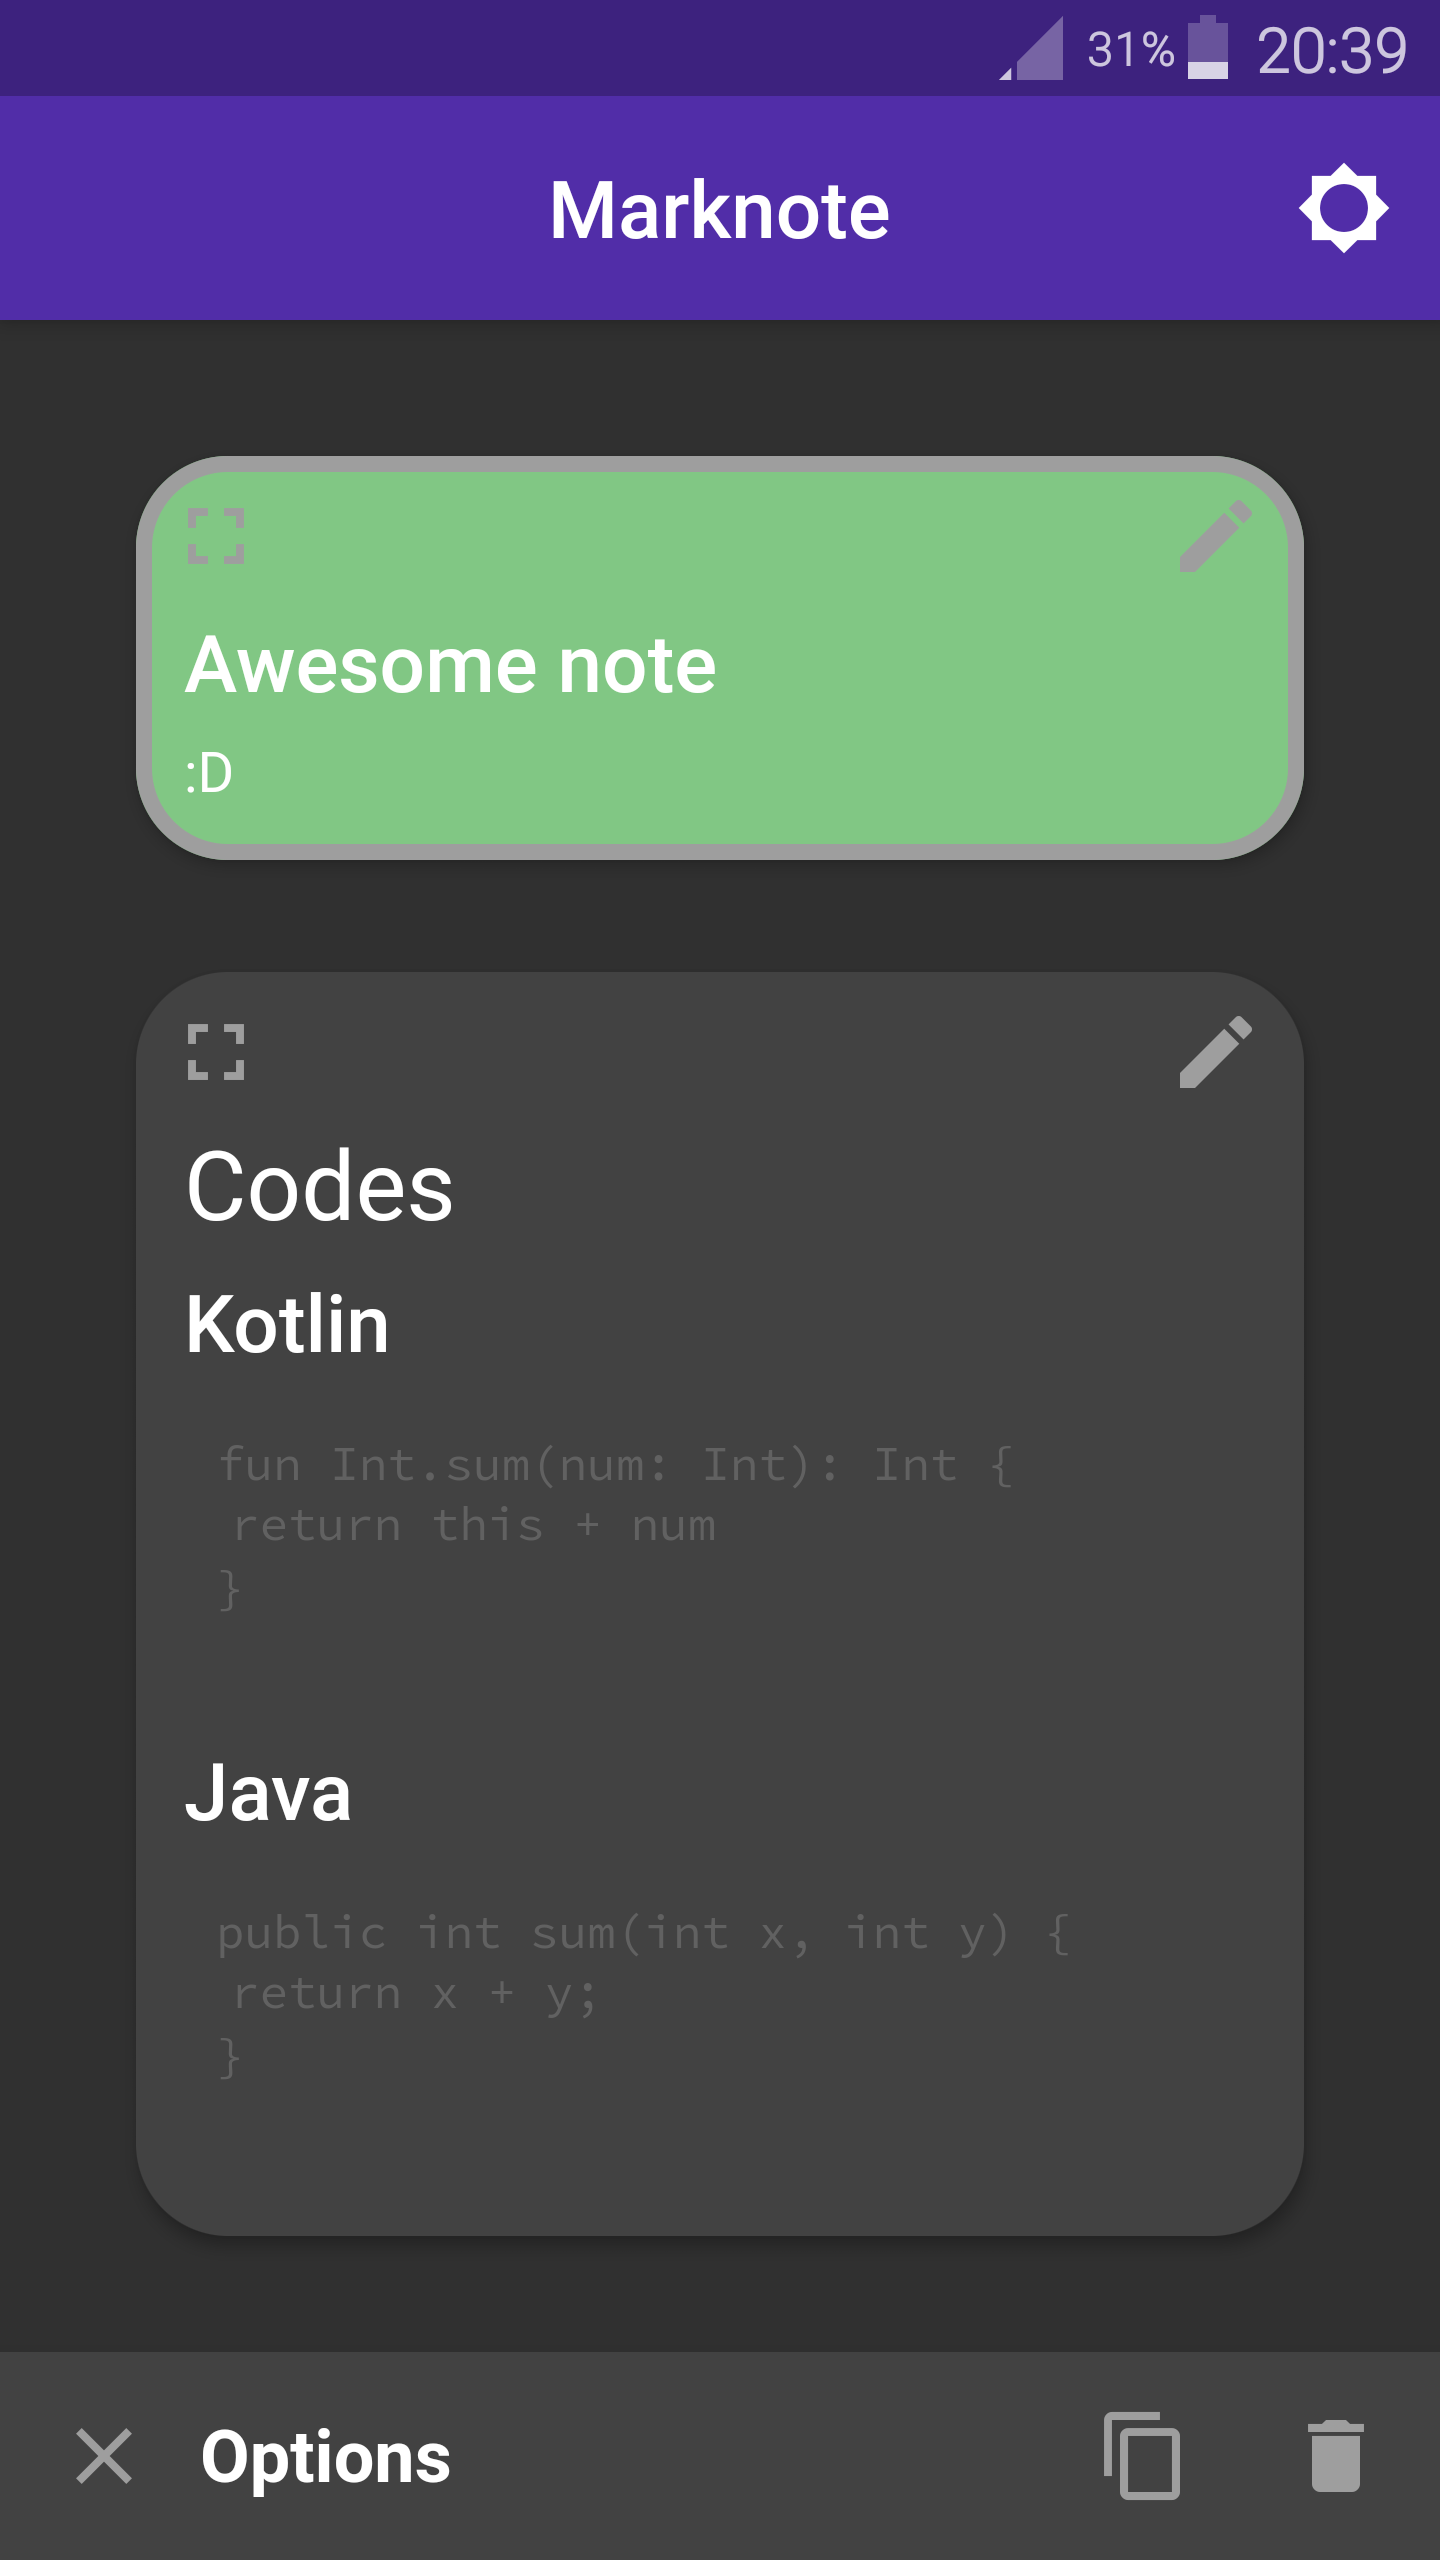 31% 20:39
Marknote
Awesome note
:D
Codes
Kotlin
fun Int.sum(num: Int): Int {
return this + num
}
Java
public int sum(int x, int y) {
return x + y;
}
Options